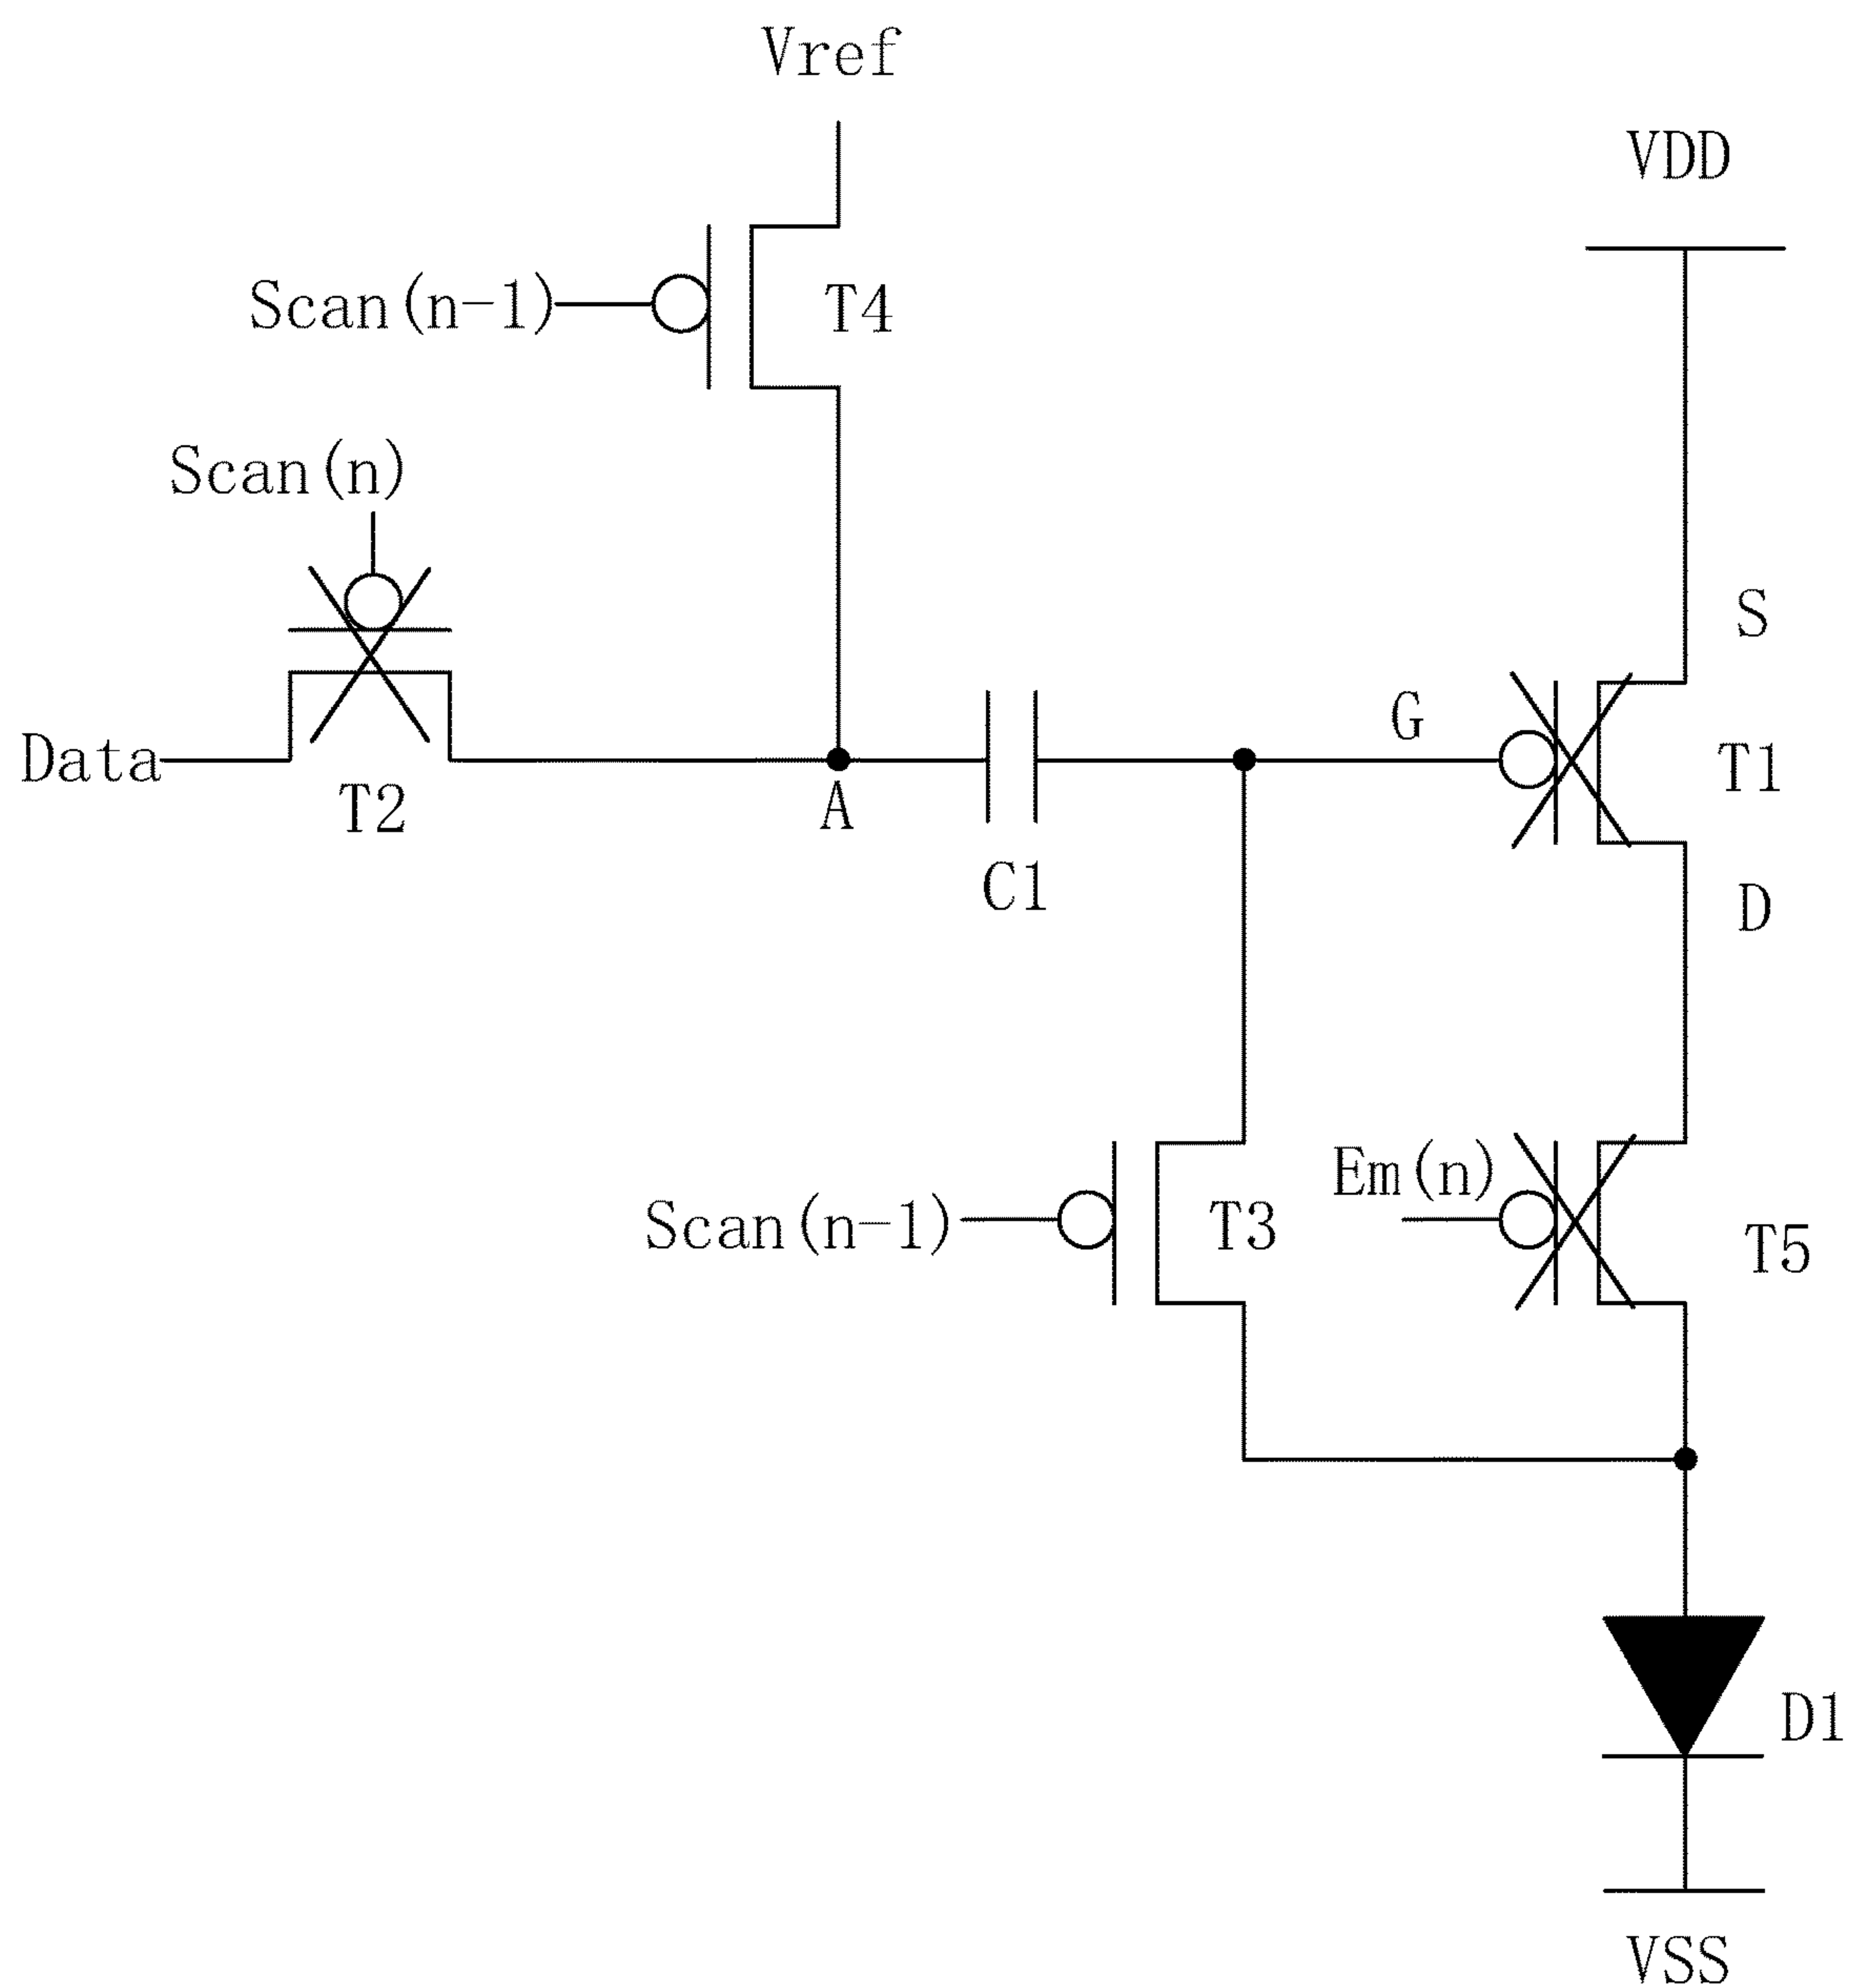 Vref
VDD
Scan(n-1)
T4
Scan(n)
S
G
T1
Data
T2
A
C1
D
Em(n)
Scan(n-1)
T3
T5
D1
VSS